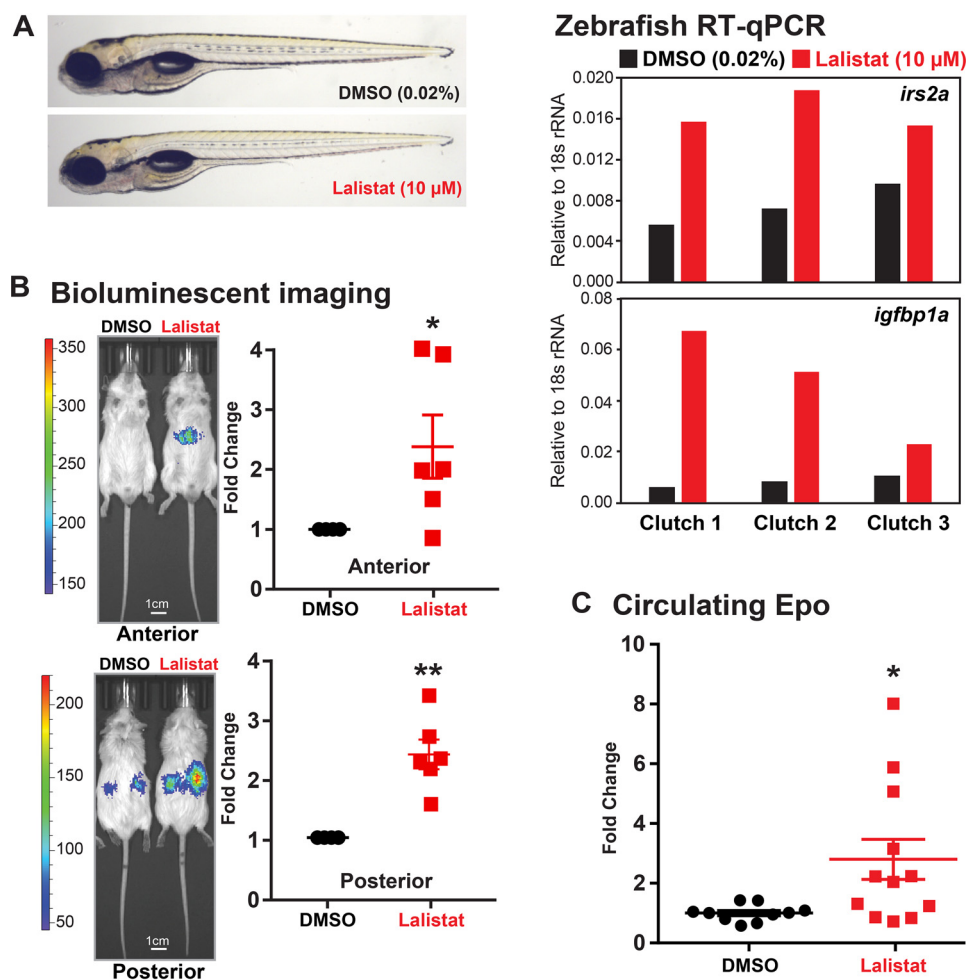 A
DMSO (0.02%)
Lalistat (10 µM)
Zebrafish RT-qPCR
DMSO (0.02%) Lalistat (10 µM)
Relative to 18s rRNA
0.020
0.016
0.012
0.008
0.004
0.000
irs2a
Relative to 18s rRNA
0.08
0.06
0.04
0.02
0.00
igfbp1a
Clutch 1 Clutch 2 Clutch 3
B Bioluminescent imaging
DMSO Lalistat
350
300
250
200
150
1cm
Anterior
Fold Change
4
3
2
1
0
*
Anterior
DMSO Lalistat
DMSO Lalistat
200
150
100
50
1cm
Posterior
Fold Change
4
3
2
1
0
**
Posterior
DMSO Lalistat
C Circulating Epo
Fold Change
10
8
6
4
2
0
*
DMSO Lalistat